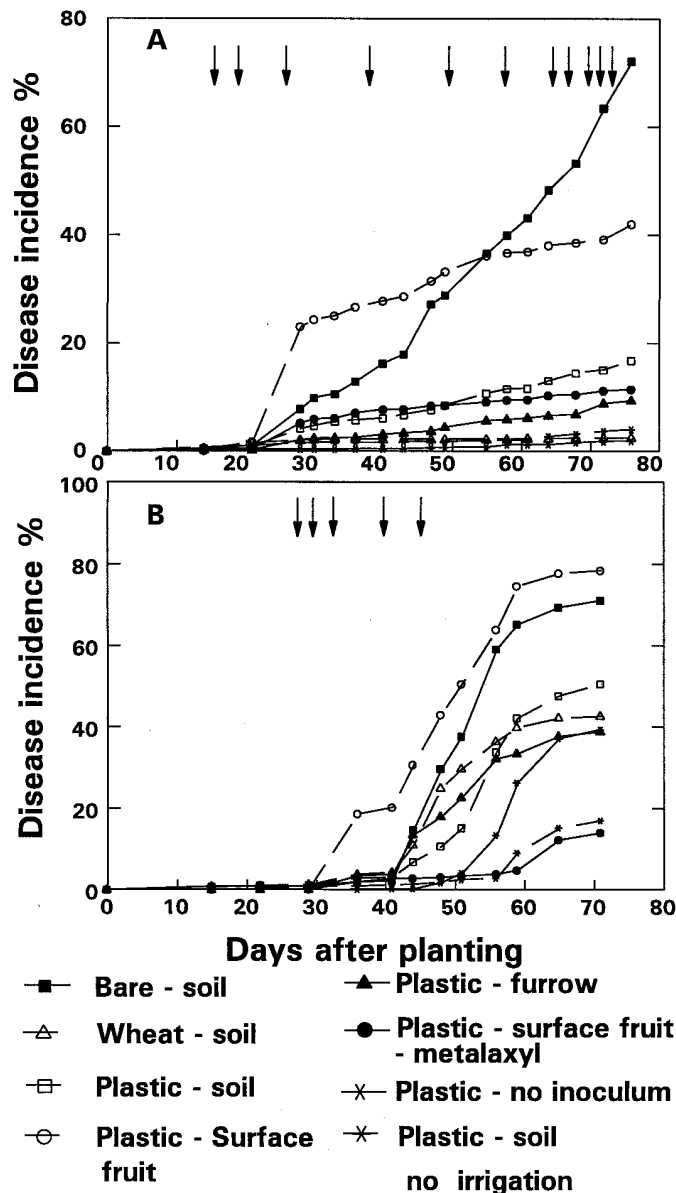 A
80
60
40
20
0
Disease incidence %
0 10 20 30 40 50 60 70 80
B
100
80
60
40
20
0
Disease incidence %
0 10 20 30 40 50 60 70 80
Days after planting
Bare - soil
Wheat - soil
Plastic - soil
Plastic - Surface
fruit
Plastic - furrow
Plastic - surface fruit
- metalaxyl
Plastic - no inoculum
Plastic - soil
no irrigation